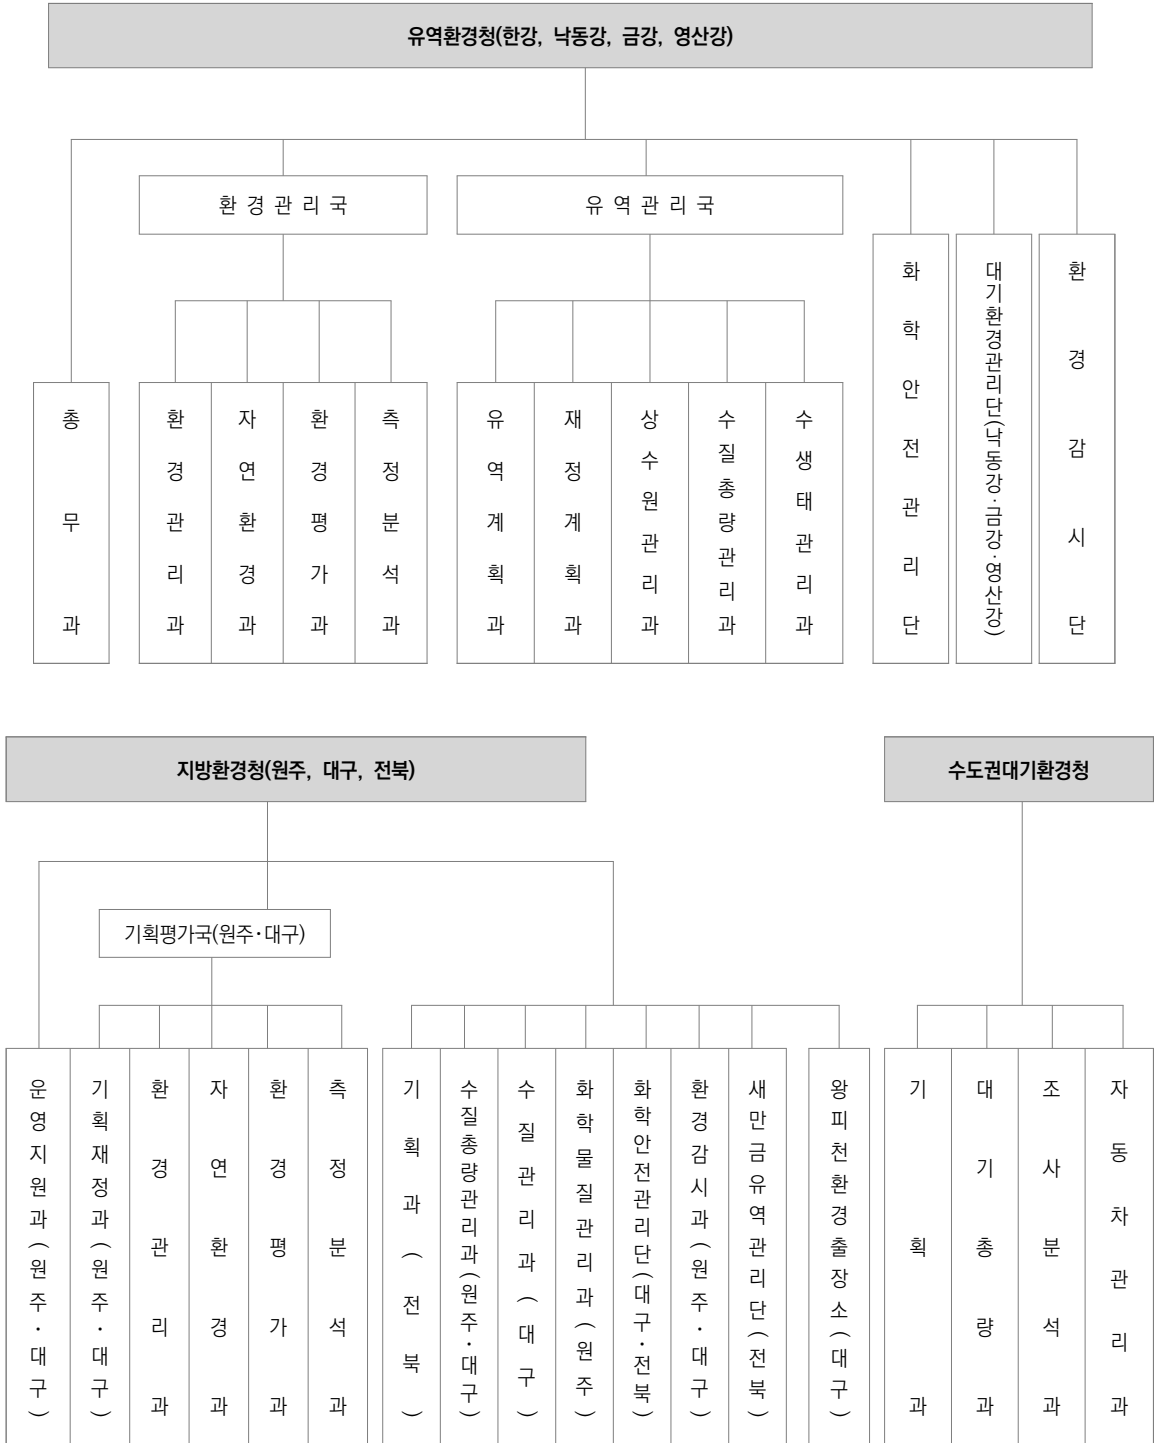 유역환경청(한강, 낙동강, 금강, 영산강)
환경관리국
유역관리국
총무과
환경관리과
자연환경과
환경평가과
측정분석과
유역계획과
재정계획과
상수원관리과
수질총량관리과
수생태관리과
화학안전관리단
대기환경관리단(낙동강·금강·영산강)
환경감시단
지방환경청(원주, 대구, 전북)
기획평가국(원주·대구)
운영지원과(원주·대구)
기획재정과(원주·대구)
환경관리과
자연환경과
환경평가과
측정분석과
기획과(전북)
수질총량관리과(원주·대구)
수질관리과(대구)
화학물질관리과(원주)
화학안전관리단(대구·전북)
환경감시과(원주·대구)
새만금유역관리단(전북)
왕피천환경출장소(대구)
수도권대기환경청
기획과
대기총량과
조사분석과
자동차관리과